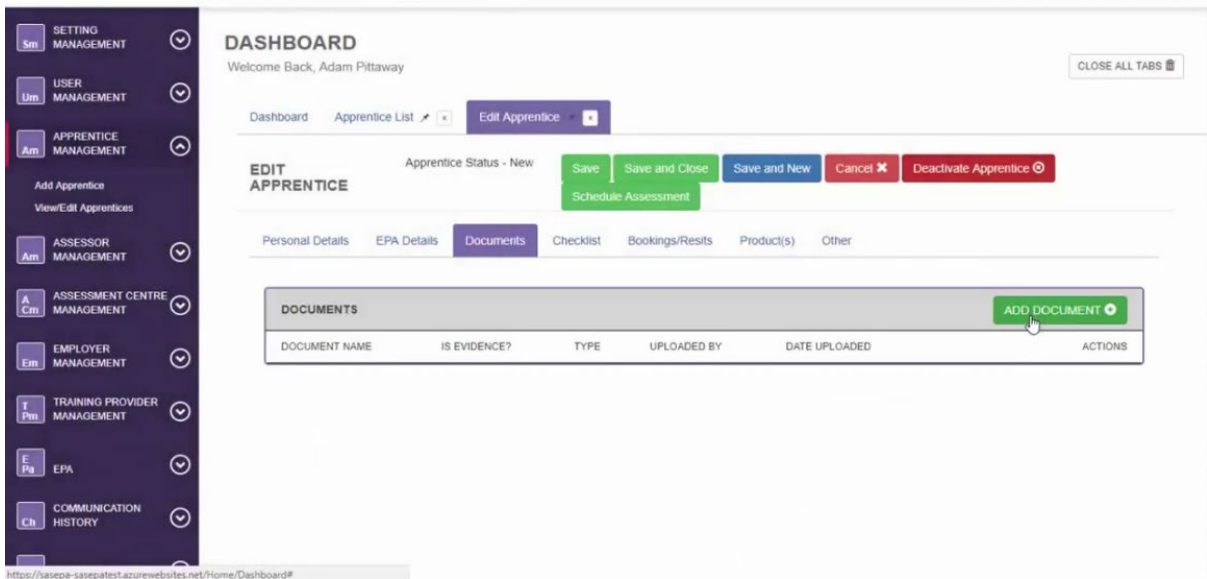 Sm
SETTING
MANAGEMENT
Um
USER
MANAGEMENT
Am
APPRENTICE
MANAGEMENT
Add Apprentice
View/Edit Apprentices
Am
ASSESSOR
MANAGEMENT
A
Cm
ASSESSMENT CENTRE
MANAGEMENT
Em
EMPLOYER
MANAGEMENT
T
Pm
TRAINING PROVIDER
MANAGEMENT
E
Pa
EPA
Ch
COMMUNICATION
HISTORY
https://sasepa-sasepatest.azurewebsites.net/Home/Dashboard#
DASHBOARD
Welcome Back, Adam Pittaway
CLOSE ALL TABS
Dashboard Apprentice List Edit Apprentice
EDIT
APPRENTICE
Apprentice Status - New
Save Save and Close Save and New Cancel Deactivate Apprentice
Schedule Assessment
Personal Details EPA Details Documents Checklist Bookings/Resits Product(s) Other
DOCUMENTS ADD DOCUMENT
DOCUMENT NAME IS EVIDENCE? TYPE UPLOADED BY DATE UPLOADED ACTIONS